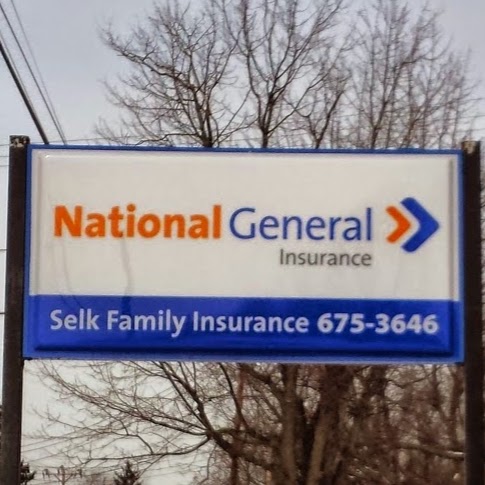 National General
Insurance
Selk Family Insurance 675-3646